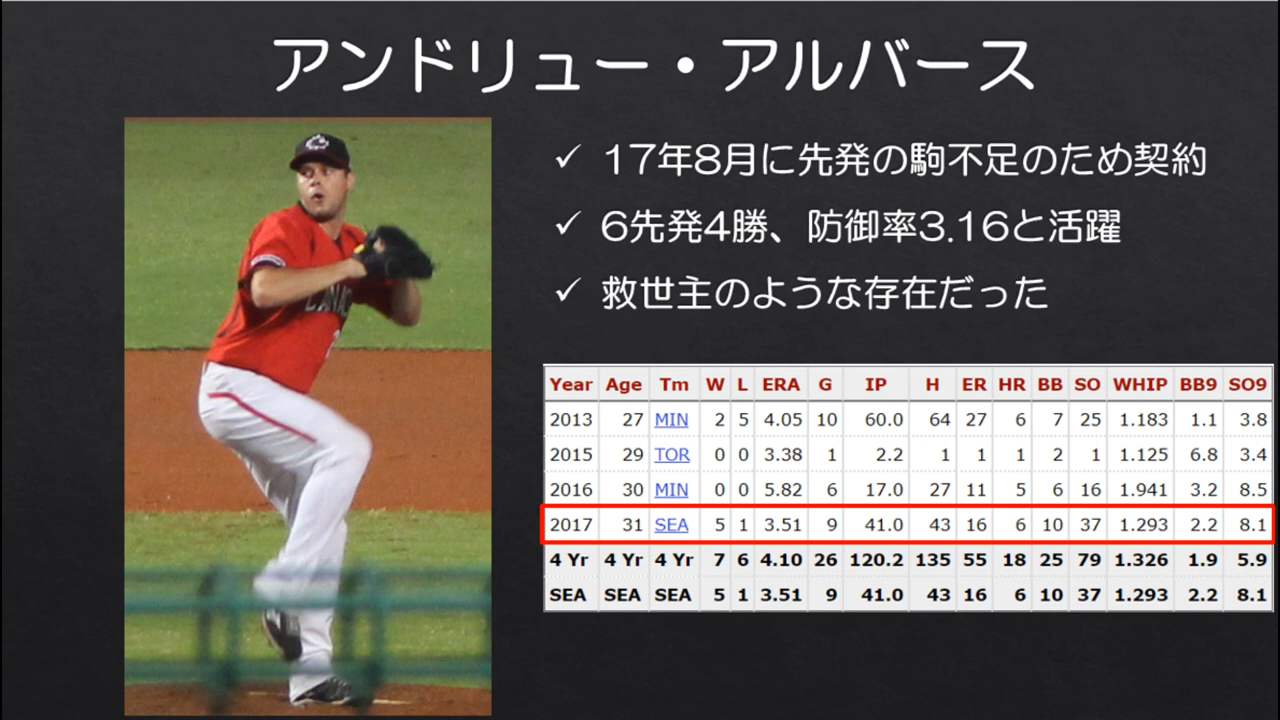 アンドリュー・アルバース
✓ 17年8月に先発の駒不足のため契約
✓ 6先発4勝、防御率3.16と活躍
✓ 救世主のような存在だった
Year Age Tm W L ERA G IP H ER HR BB SO WHIP BB9 SO9
2013 27 MIN 2 5 4.05 10 60.0 64 27 6 7 25 1.183 1.1 3.8
2015 29 TOR 0 0 3.38 1 2.2 1 1 1 2 1 1.125 6.8 3.4
2016 30 MIN 0 0 5.82 6 17.0 27 11 5 6 16 1.941 3.2 8.5
2017 31 SEA 5 1 3.51 9 41.0 43 16 6 10 37 1.293 2.2 8.1
4 Yr 4 Yr 4 Yr 7 6 4.10 26 120.2 135 55 18 25 79 1.326 1.9 5.9
SEA SEA SEA 5 1 3.51 9 41.0 43 16 6 10 37 1.293 2.2 8.1